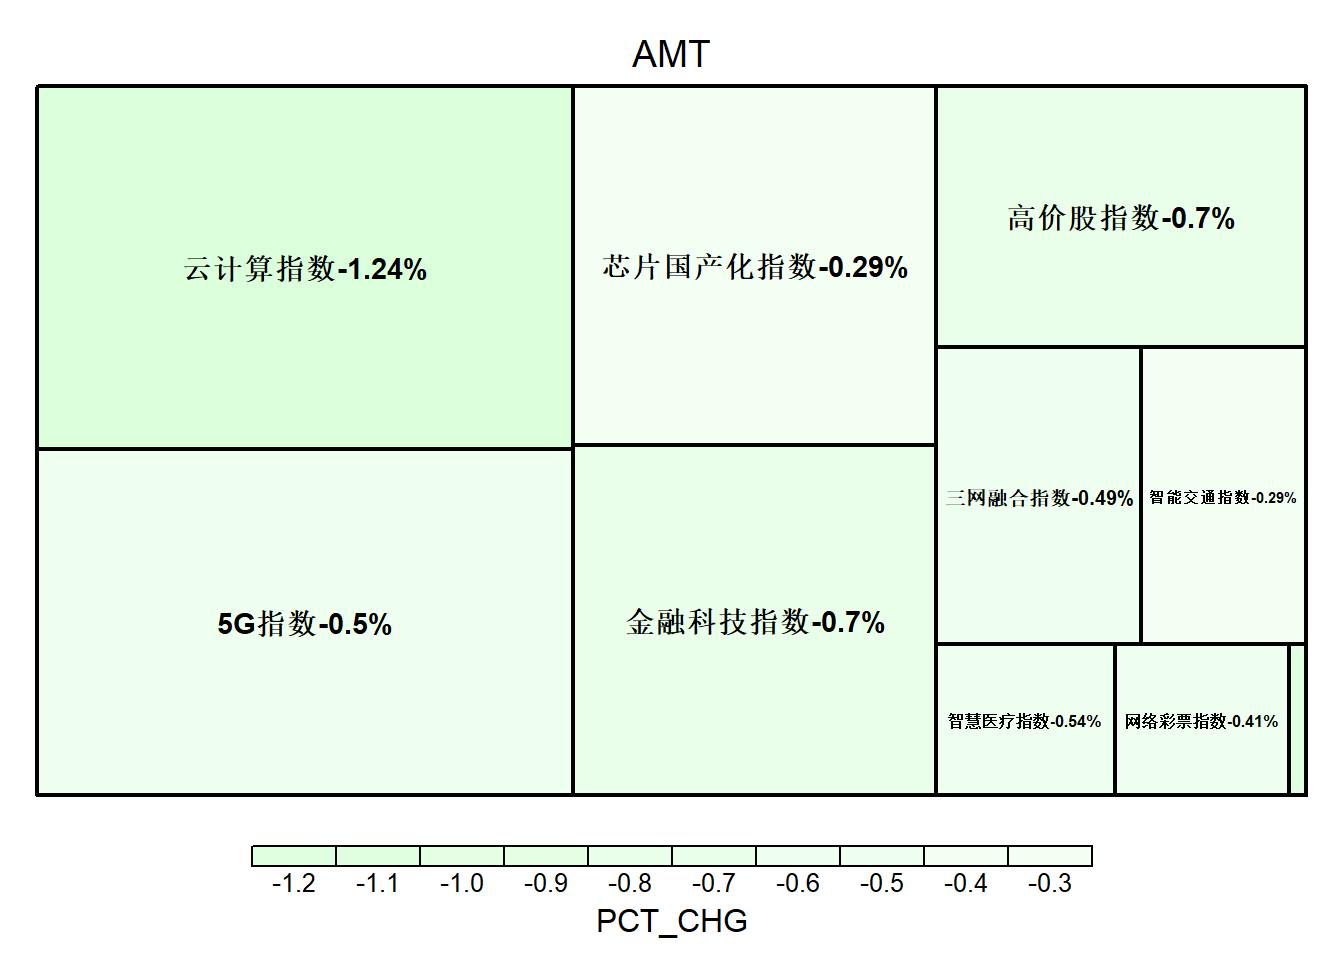 AMT
云计算指数-1.24%
芯片国产化指数-0.29%
高价股指数-0.7%
三网融合指数-0.49%
智能交通指数-0.29%
5G指数-0.5%
金融科技指数-0.7%
智慧医疗指数-0.54%
网络彩票指数-0.41%
-1.2 -1.1 -1.0 -0.9 -0.8 -0.7 -0.6 -0.5 -0.4 -0.3
PCT_CHG